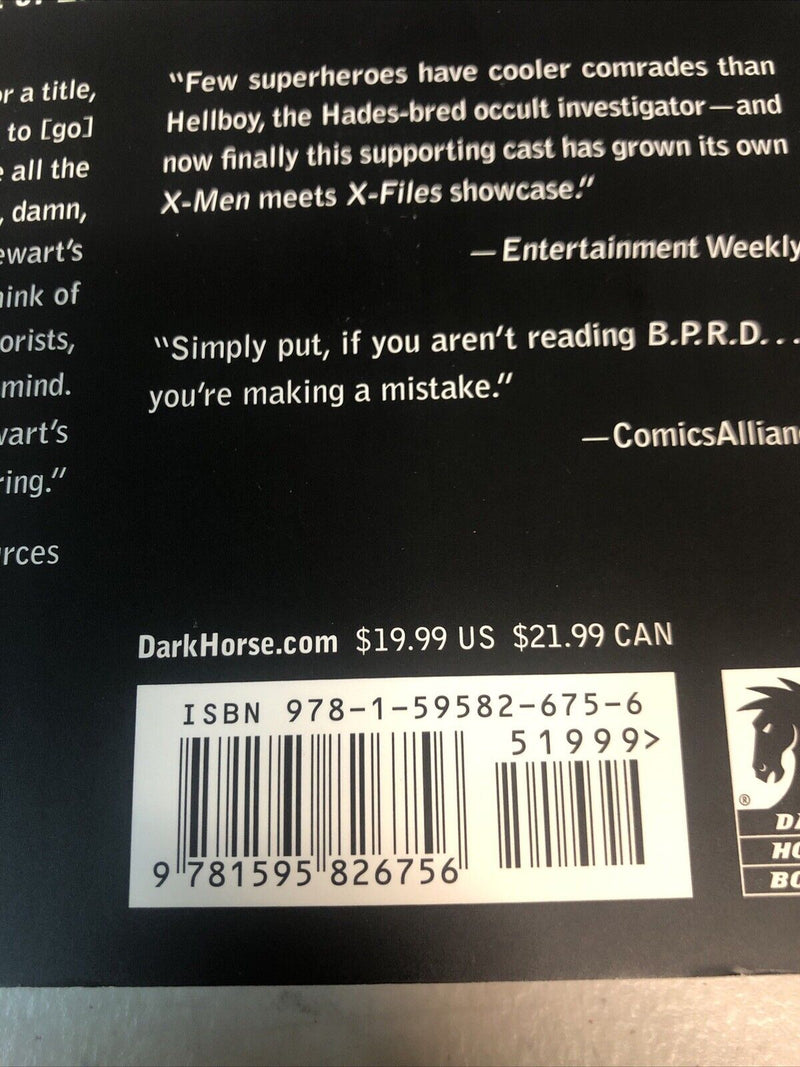 r a title,
to [go]
all the
, damn,
ewart's
ink of
orists,
mind.
wart's
ring."
rces
"Few superheroes have cooler comrades than
Hellboy, the Hades-bred occult investigator—and
now finally this supporting cast has grown its own
X-Men meets X-Files showcase."
—Entertainment Weekly
"Simply put, if you aren't reading B.P.R.D. . .
you're making a mistake."
—ComicsAllian
DarkHorse.com $19.99 US $21.99 CAN
ISBN 978-1-59582-675-6
51999>
9 781595 826756
®
DA
HO
BO